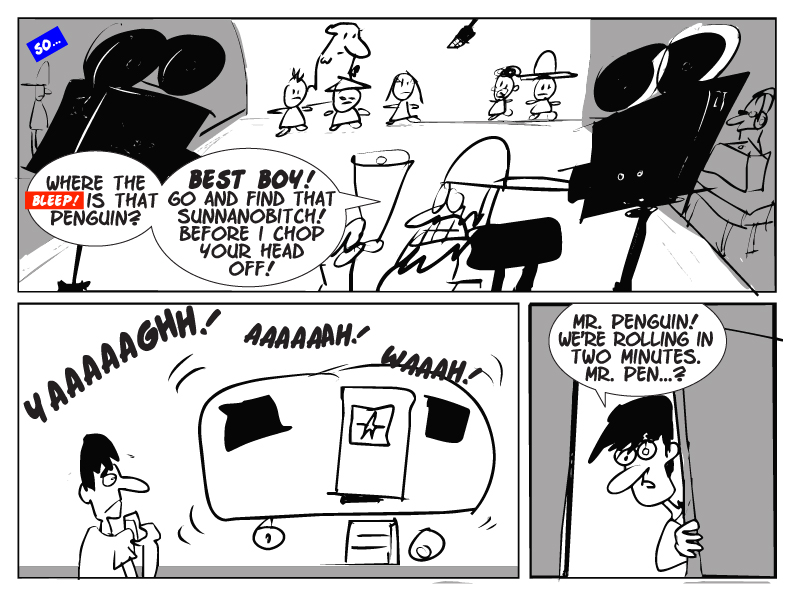 SO...
WHERE THE
BLEEP! IS THAT
PENGUIN?
BEST BOY!
GO AND FIND THAT
SUNNANOBITCH!
BEFORE I CHOP
YOUR HEAD
OFF!
YAAAAAGHH!
AAAAAAH!
WAAAH!
MR. PENGUIN!
WE'RE ROLLING IN
TWO MINUTES.
MR. PEN...?